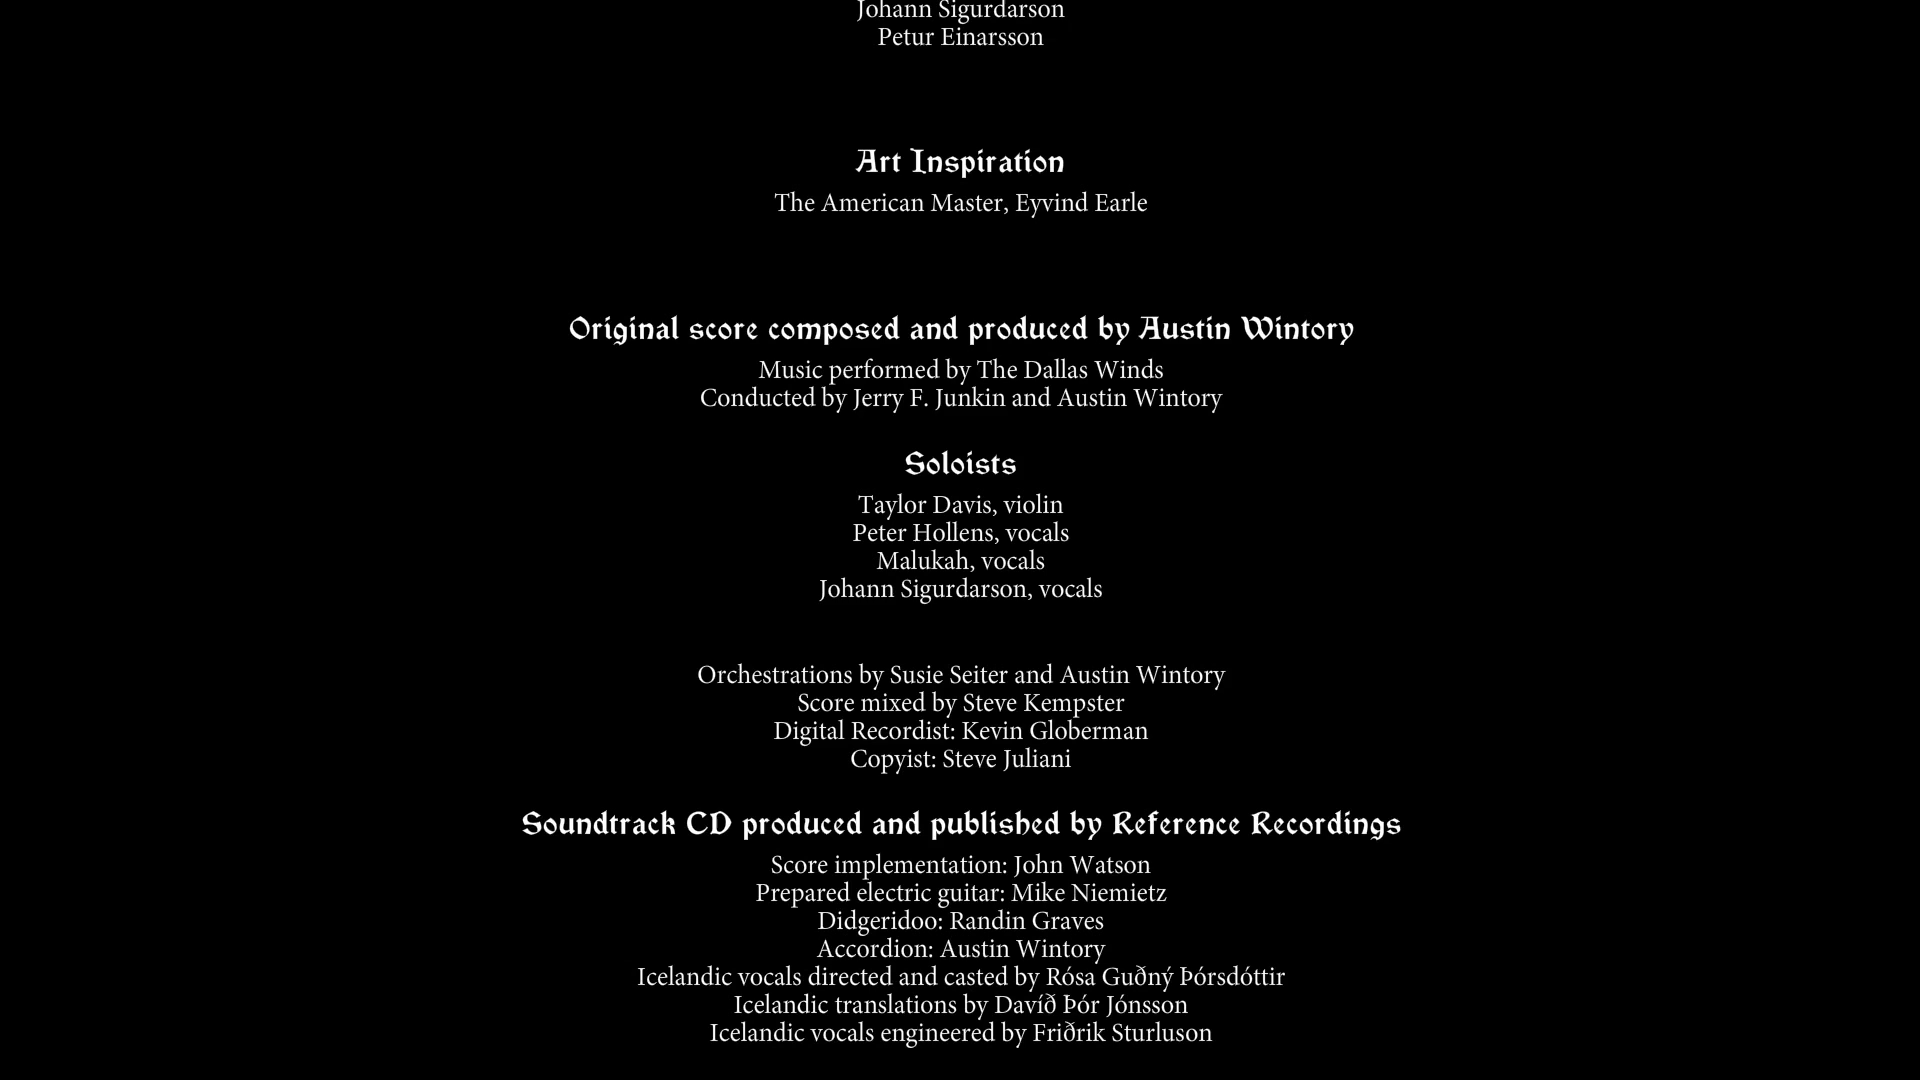 Johann Sigurdarson
Petur Einarsson
Art Inspiration
The American Master, Eyvind Earle
Original score composed and produced by Austin Wintory
Music performed by The Dallas Winds
Conducted by Jerry F. Junkin and Austin Wintory
Soloists
Taylor Davis, violin
Peter Hollens, vocals
Malukah, vocals
Johann Sigurdarson, vocals
Orchestrations by Susie Seiter and Austin Wintory
Score mixed by Steve Kempster
Digital Recordist: Kevin Globerman
Copyist: Steve Juliani
Soundtrack CD produced and published by Reference Recordings
Score implementation: John Watson
Prepared electric guitar: Mike Niemietz
Didgeridoo: Randin Graves
Accordion: Austin Wintory
Icelandic vocals directed and casted by Rósa Guðný Þórsdóttir
Icelandic translations by Davíð Þór Jónsson
Icelandic vocals engineered by Friðrik Sturluson